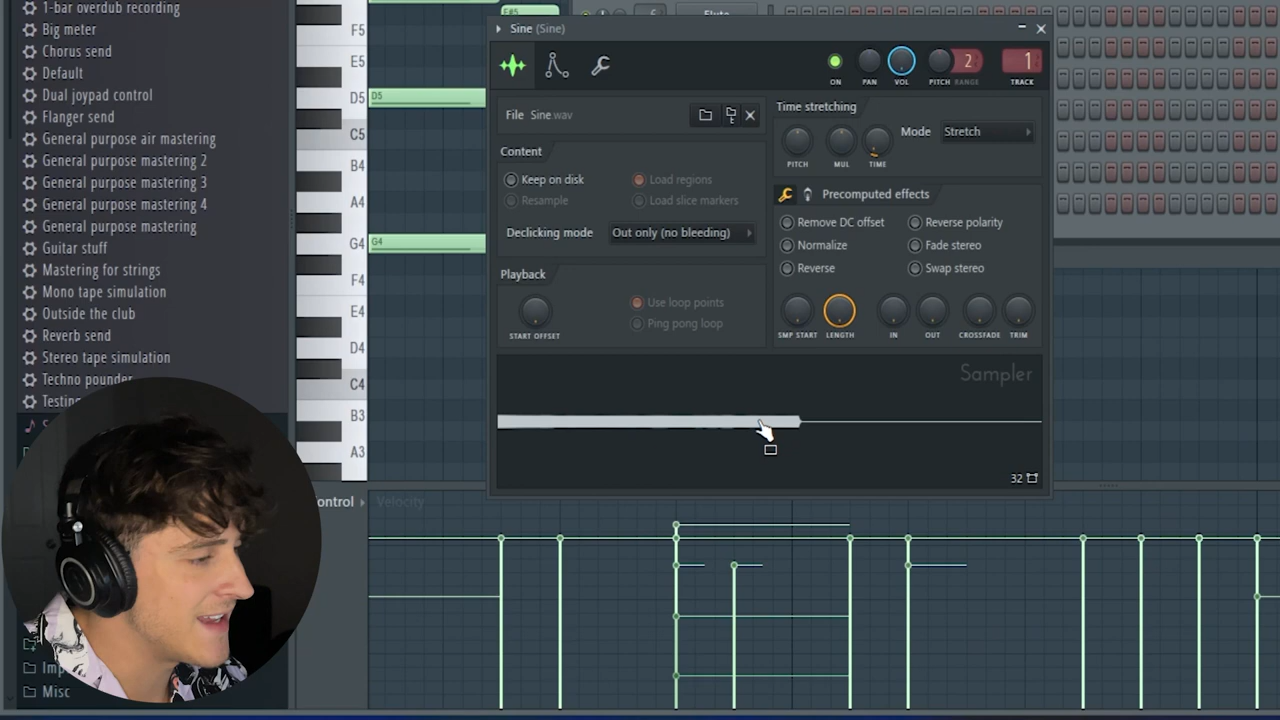 1-bar overdub recording
Big meter
Chorus send
Default
Dual joypad control
Flanger send
General purpose air mastering
General purpose mastering 2
General purpose mastering 3
General purpose mastering 4
General purpose mastering
Guitar stuff
Mastering for strings
Mono tape simulation
Outside the club
Reverb send
Stereo tape simulation
Techno pounder
Misc
F5
E5
D5
C5
B4
A4
G4
F4
E4
D4
C4
B3
A3
D5
G4
Flute
Sine (Sine)
ON
PAN
VOL
PITCH
RANGE
2
1
TRACK
File Sine.wav
Content
Keep on disk
Resample
Load regions
Load slice markers
Declicking mode
Out only (no bleeding)
Playback
START OFFSET
Use loop points
Ping pong loop
Time stretching
PITCH
MUL
TIME
Mode
Stretch
Precomputed effects
Remove DC offset
Normalize
Reverse
Reverse polarity
Fade stereo
Swap stereo
SMP START
LENGTH
IN
OUT
CROSSFADE
TRIM
Sampler
32
Velocity